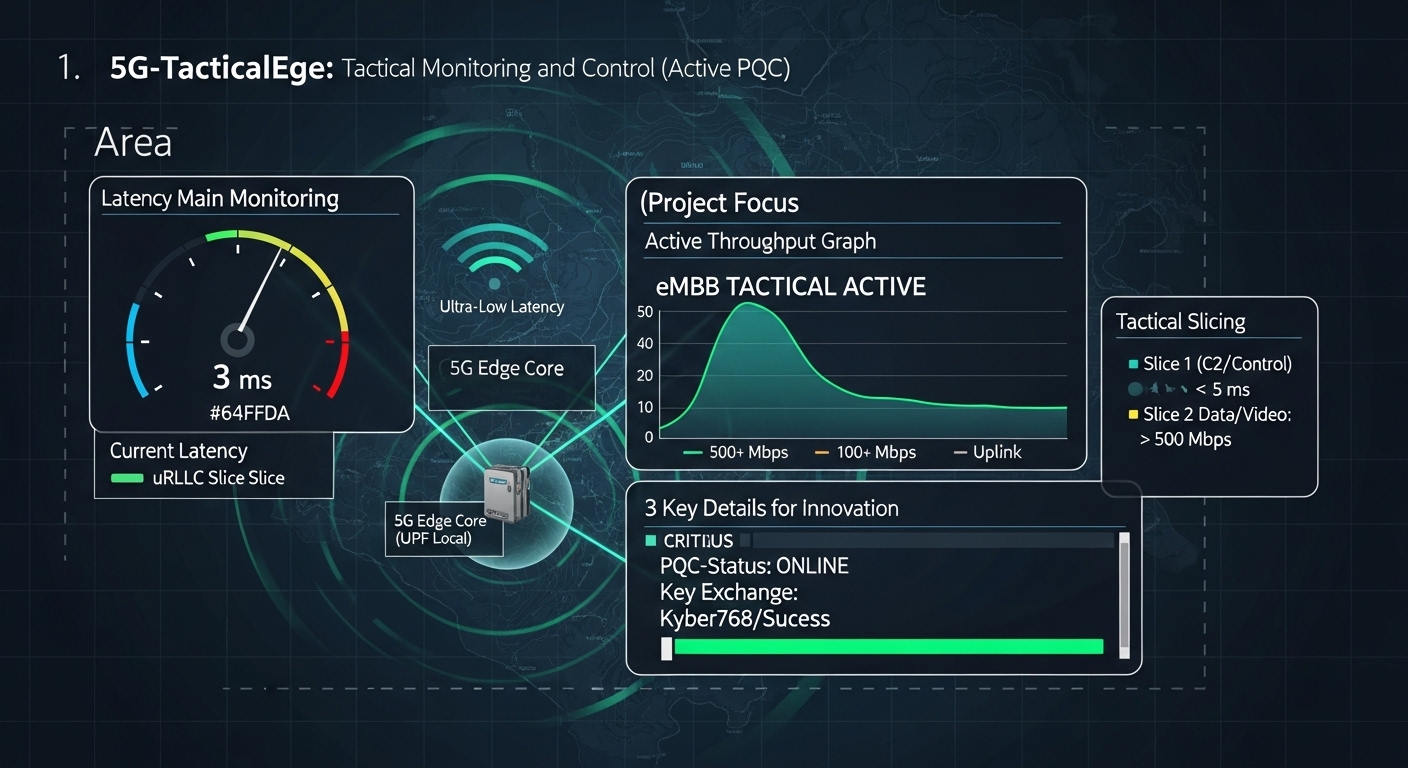 1. 5G-TacticalEge: Tactical Monitoring and Control (Active PQC)
Area
Latency Main Monitoring
3 ms
#64FFDA
Current Latency
uRLLC Slice Slice
Ultra-Low Latency
5G Edge Core
5G Edge Core
(UPF Local)
(Project Focus
Active Throughput Graph
eMBB TACTICAL ACTIVE
50
40
20
10
0
500+ Mbps
100+ Mbps
Uplink
Tactical Slicing
Slice 1 (C2/Control)
< 5 ms
Slice 2 Data/Video:
> 500 Mbps
3 Key Details for Innovation
PQC-Status: ONLINE
Key Exchange:
Kyber768/Sucess